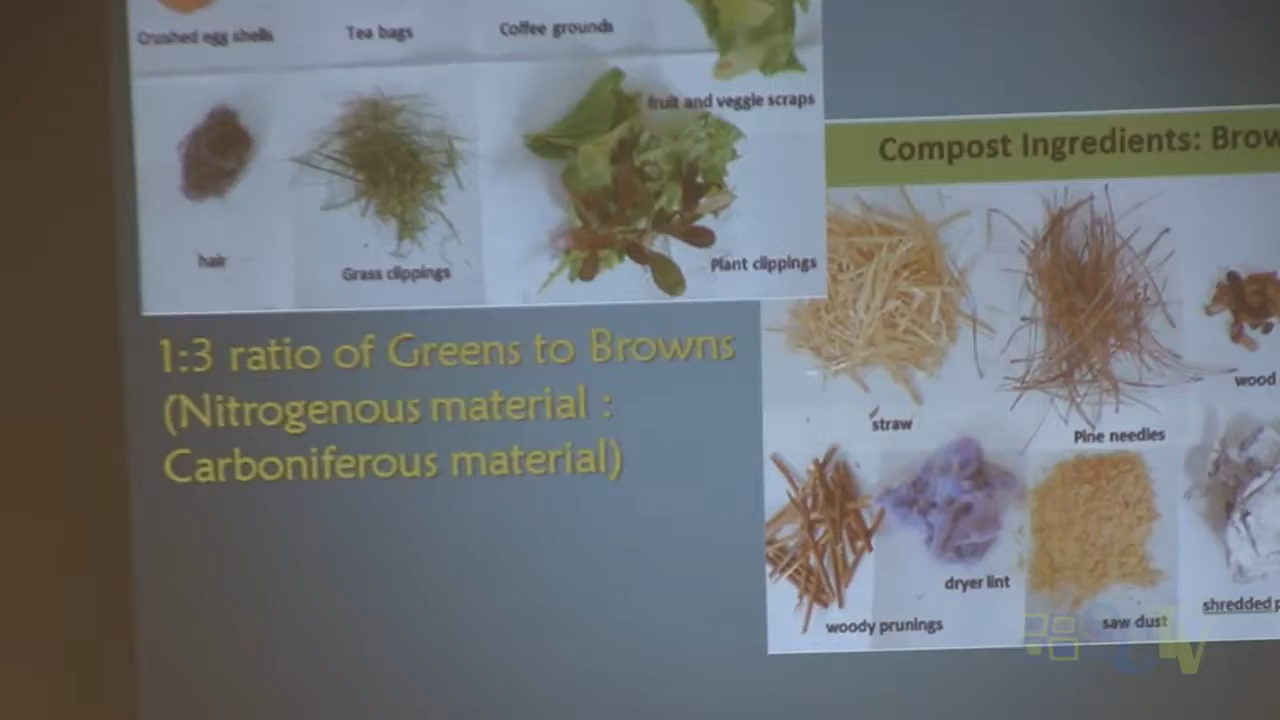 Crushed egg shells
Tea bags
Coffee grounds
fruit and veggie scraps
hair
Grass clippings
Plant clippings
1:3 ratio of Greens to Browns
(Nitrogenous material :
Carboniferous material)
Compost Ingredients:
straw
Pine needles
wood
woody prunings
dryer lint
saw dust
shredded